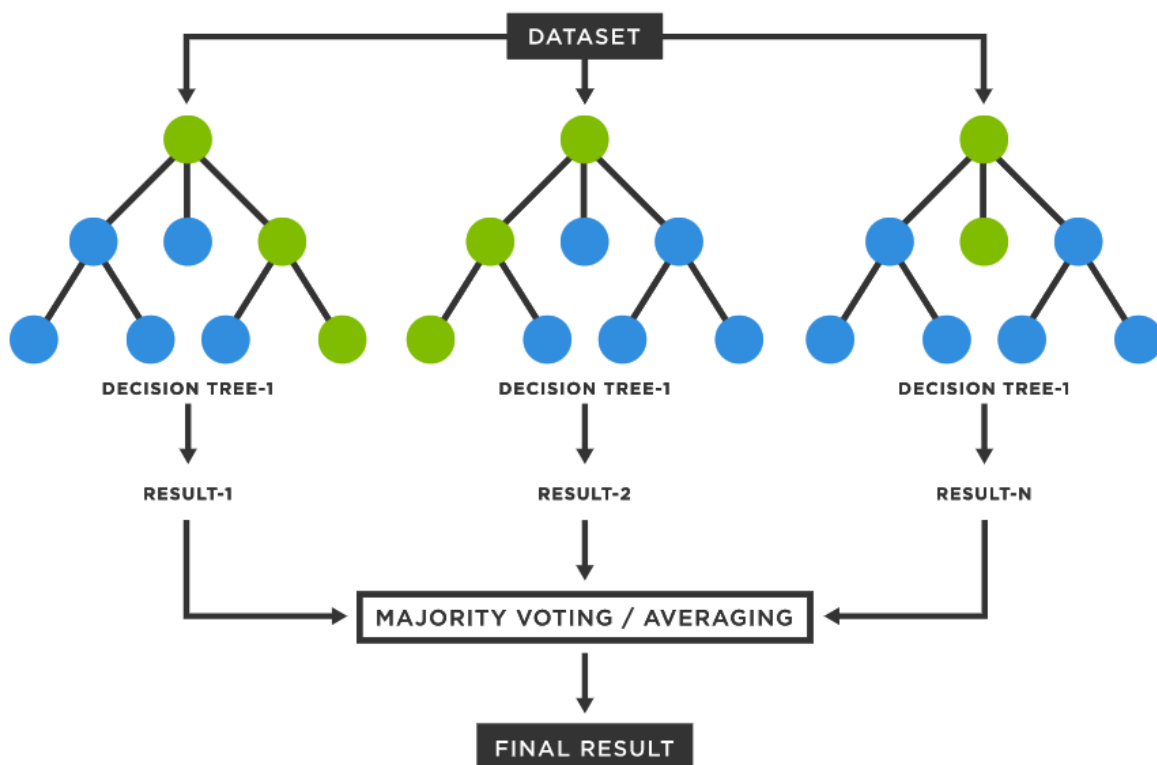 DATASET
DECISION TREE-1
DECISION TREE-1
DECISION TREE-1
RESULT-1
RESULT-2
RESULT-N
MAJORITY VOTING / AVERAGING
FINAL RESULT